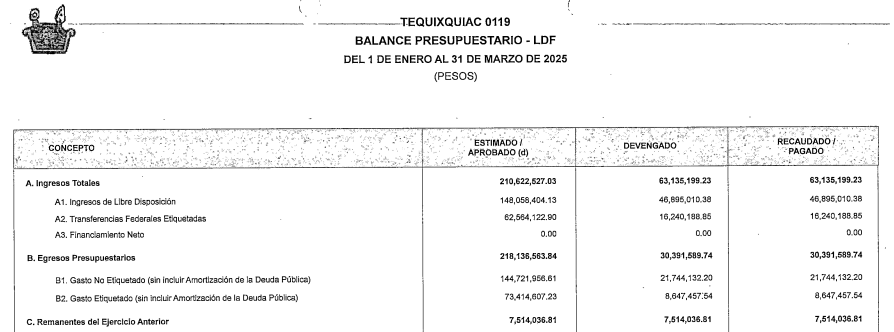 TEQUIXQUIAC 0119
BALANCE PRESUPUESTARIO - LDF
DEL 1 DE ENERO AL 31 DE MARZO DE 2025
(PESOS)
CONCEPTO ESTIMADO / APROBADO (d) DEVENGADO RECAUDADO / PAGADO
A. Ingresos Totales 210,622,527.03 63,135,199.23 63,135,199.23
A1. Ingresos de Libre Disposición 148,058,404.13 46,895,010.38 46,895,010.38
A2. Transferencias Federales Etiquetadas 62,564,122.90 16,240,188.85 16,240,188.85
A3. Financiamiento Neto 0.00 0.00 0.00
B. Egresos Presupuestarios 218,136,563.84 30,391,589.74 30,391,589.74
B1. Gasto No Etiquetado (sin incluir Amortización de la Deuda Pública) 144,721,956.61 21,744,132.20 21,744,132.20
B2. Gasto Etiquetado (sin incluir Amortización de la Deuda Pública) 73,414,607.23 8,647,457.54 8,647,457.54
C. Remanentes del Ejercicio Anterior 7,514,036.81 7,514,036.81 7,514,036.81